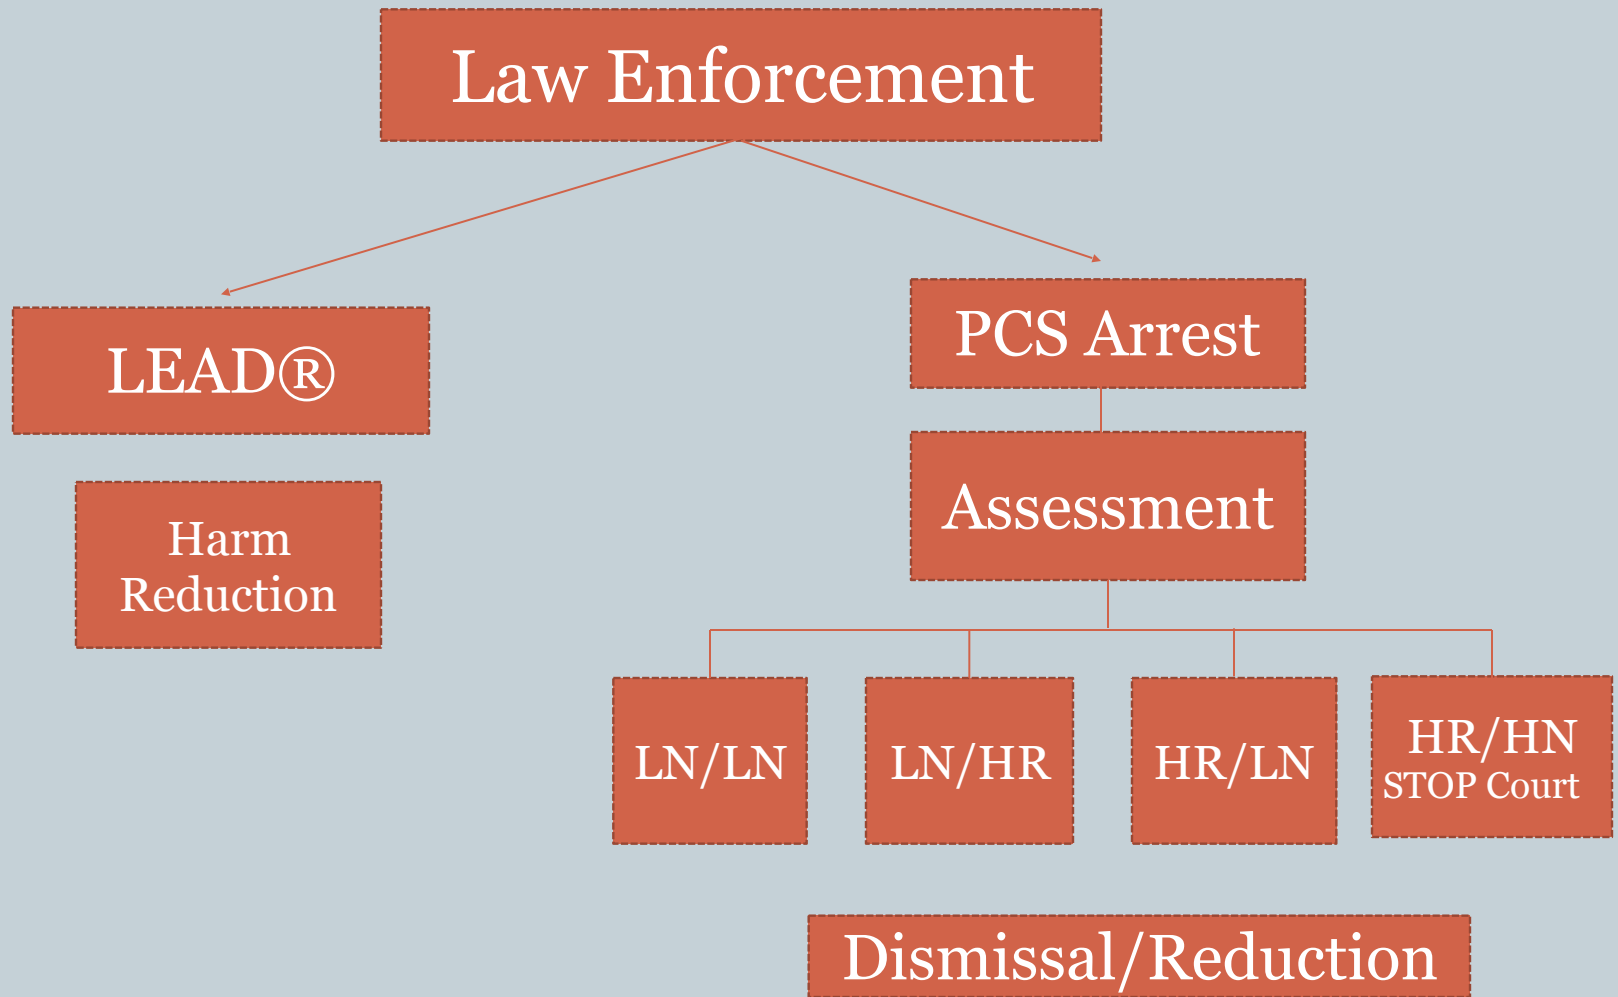 Law Enforcement
LEAD®
PCS Arrest
Harm
Reduction
Assessment
LN/LN
LN/HR
HR/LN
HR/HN
STOP Court
Dismissal/Reduction